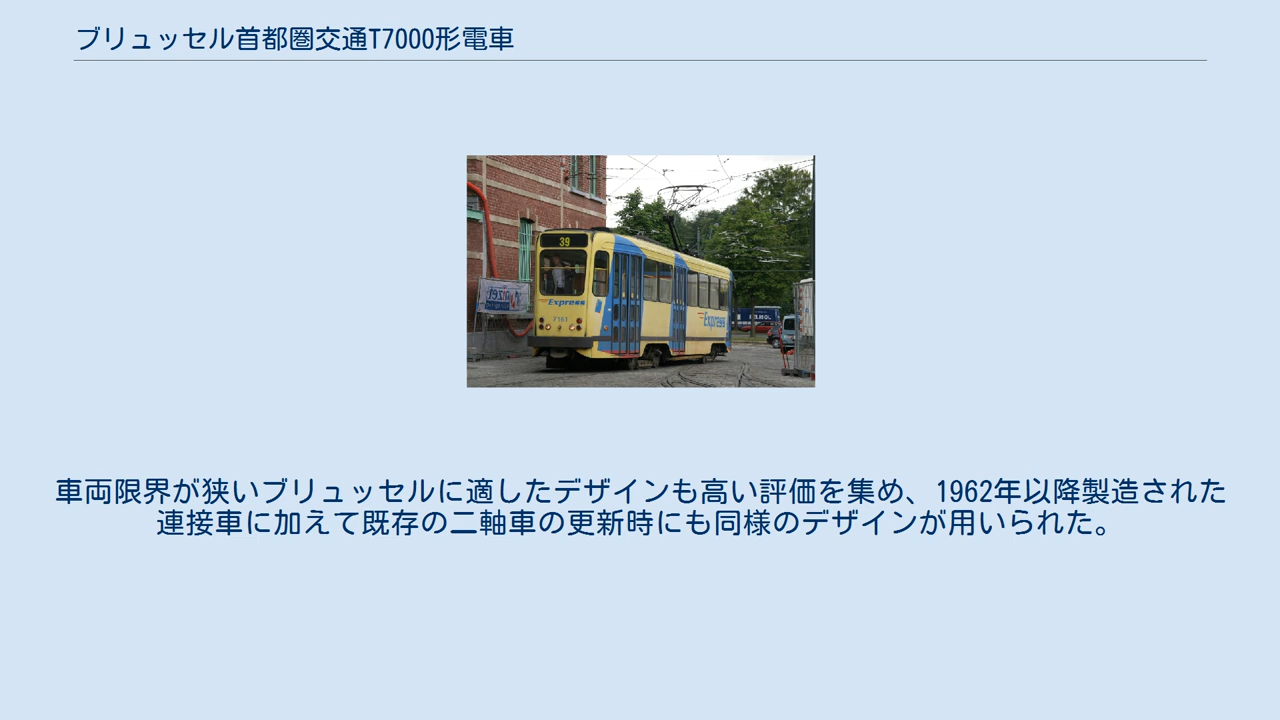 ブリュッセル首都圏交通T7000形電車
39
Express
7161
Express
車両限界が狭いブリュッセルに適したデザインも高い評価を集め、1962年以降製造された
連接車に加えて既存の二軸車の更新時にも同様のデザインが用いられた。